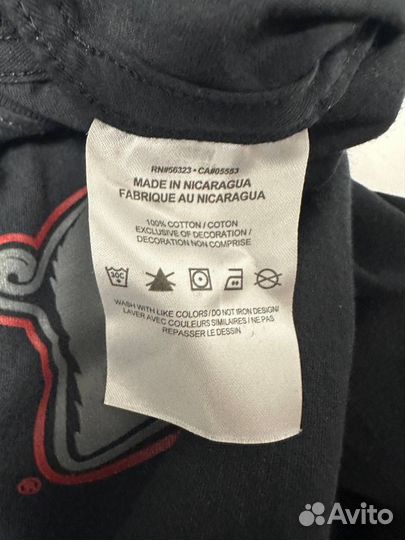 RN#56323 • CA#05553
MADE IN NICARAGUA
FABRIQUE AU NICARAGUA
100% COTTON / COTON
EXCLUSIVE OF DECORATION /
DECORATION NON COMPRISE
30C
WASH WITH LIKE COLORS / DO NOT IRON DESIGN /
LAVER AVEC COULEURS SIMILAIRES / NE PAS
REPASSER LE DESSIN
®
Avito